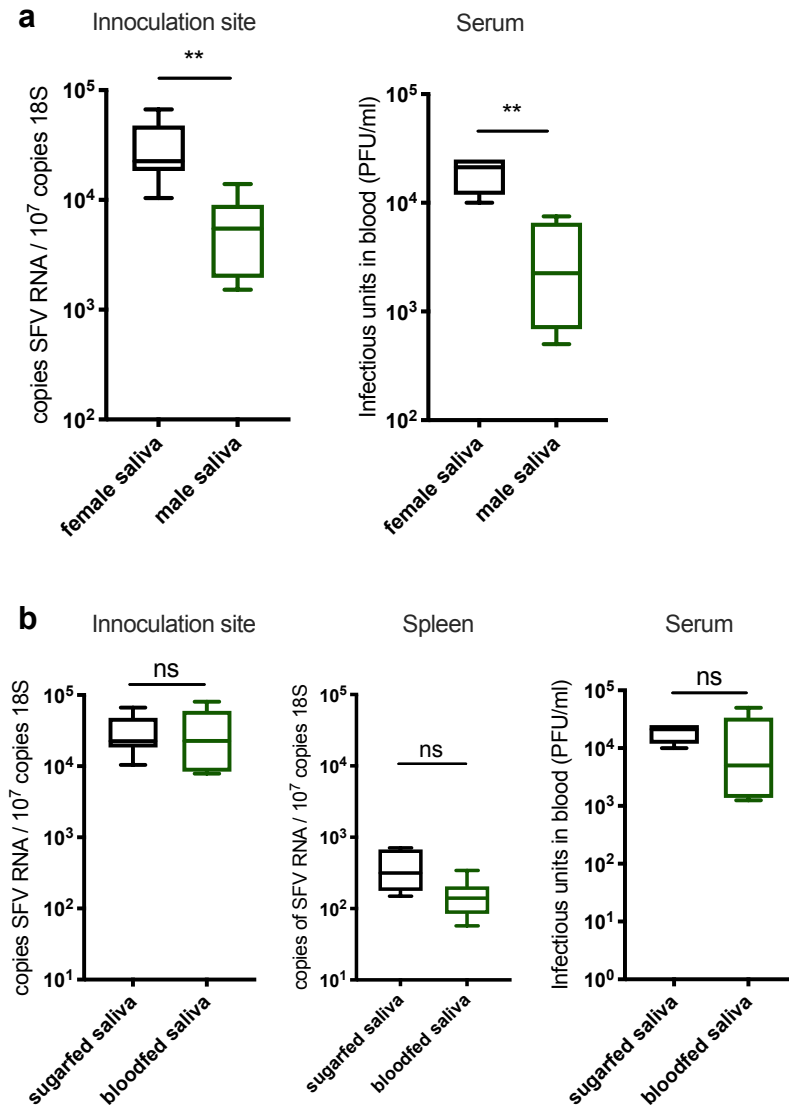 a
Innoculation site
Serum
**
**
copies SFV RNA / 10⁷ copies 18S
10⁵
10⁴
10³
10²
female saliva
male saliva
Infectious units in blood (PFU/ml)
10⁵
10⁴
10³
10²
female saliva
male saliva
b
Innoculation site
Spleen
Serum
ns
ns
ns
copies SFV RNA / 10⁷ copies 18S
10⁵
10⁴
10³
10²
10¹
sugarfed saliva
bloodfed saliva
copies of SFV RNA / 10⁷ copies 18S
10⁵
10⁴
10³
10²
10¹
sugarfed saliva
bloodfed saliva
Infectious units in blood (PFU/ml)
10⁵
10⁴
10³
10²
10¹
10⁰
sugarfed saliva
bloodfed saliva